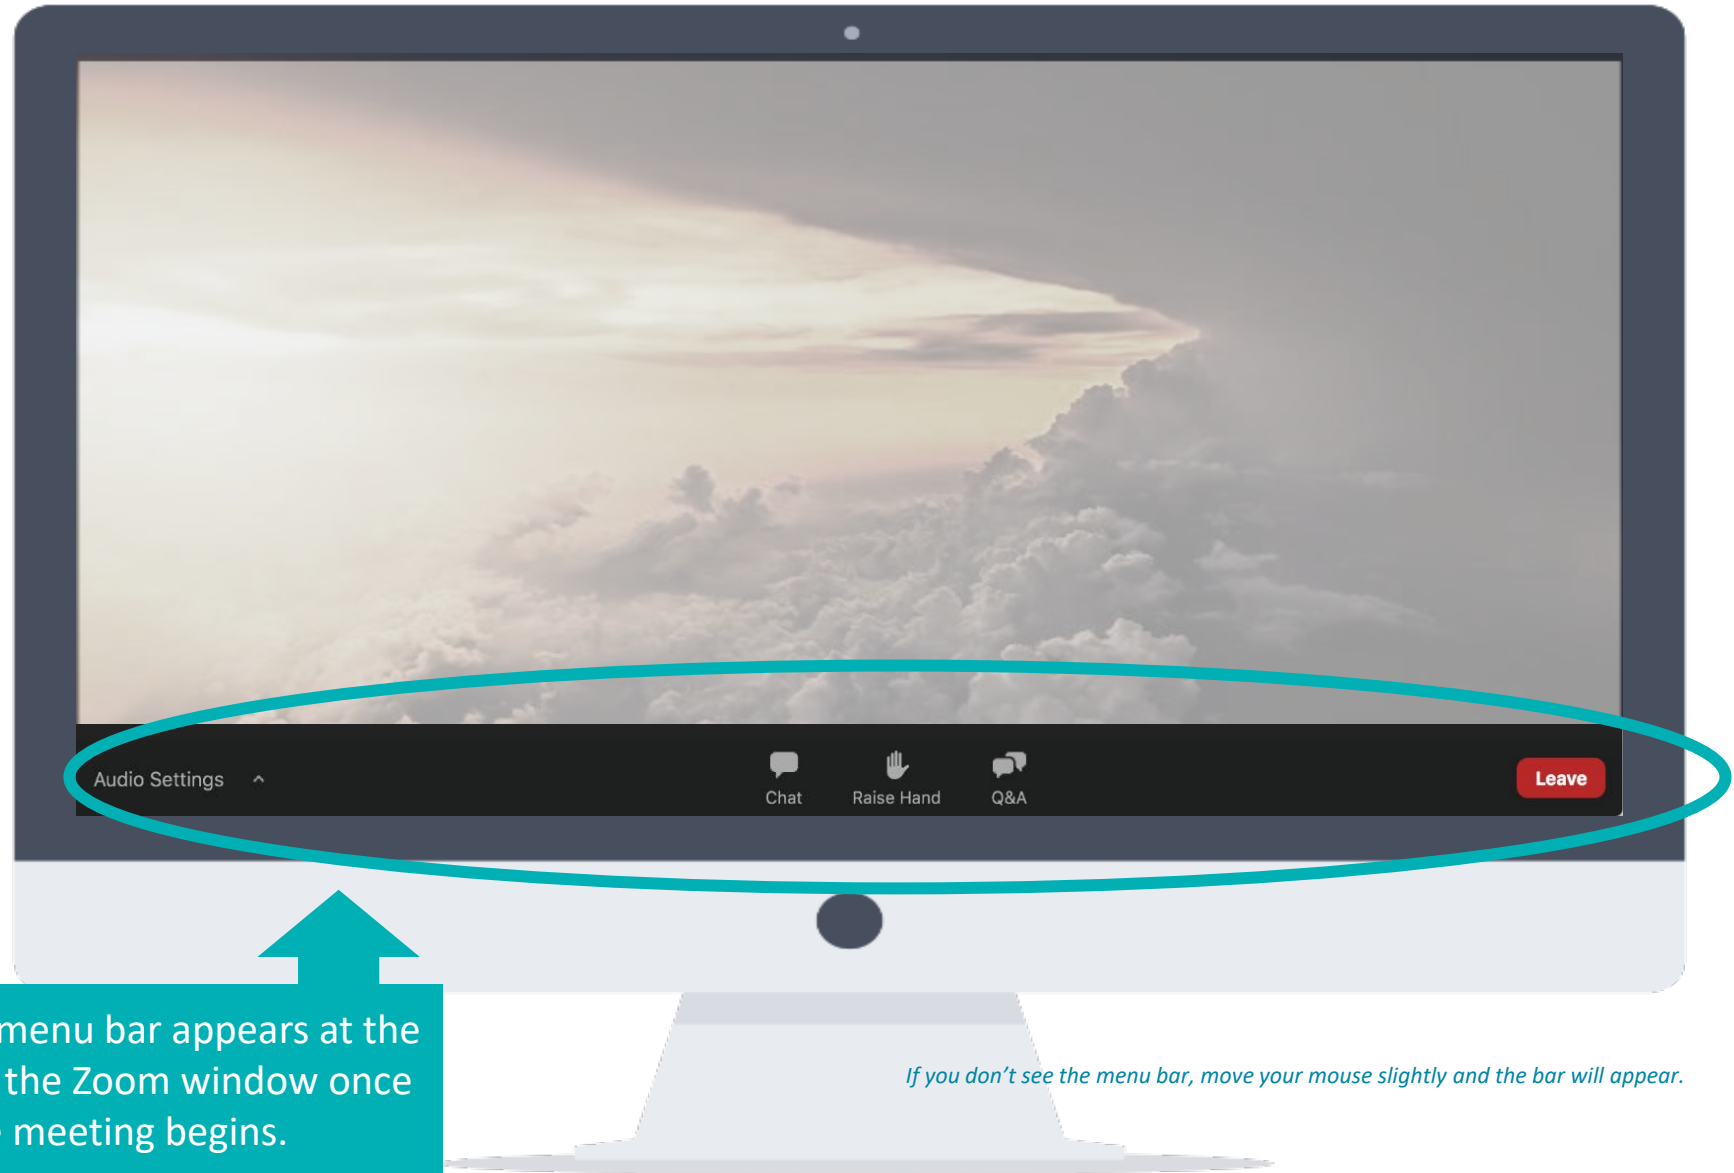 Audio Settings
Chat Raise Hand Q&A
Leave
menu bar appears at the
the Zoom window once
meeting begins.
If you don’t see the menu bar, move your mouse slightly and the bar will appear.